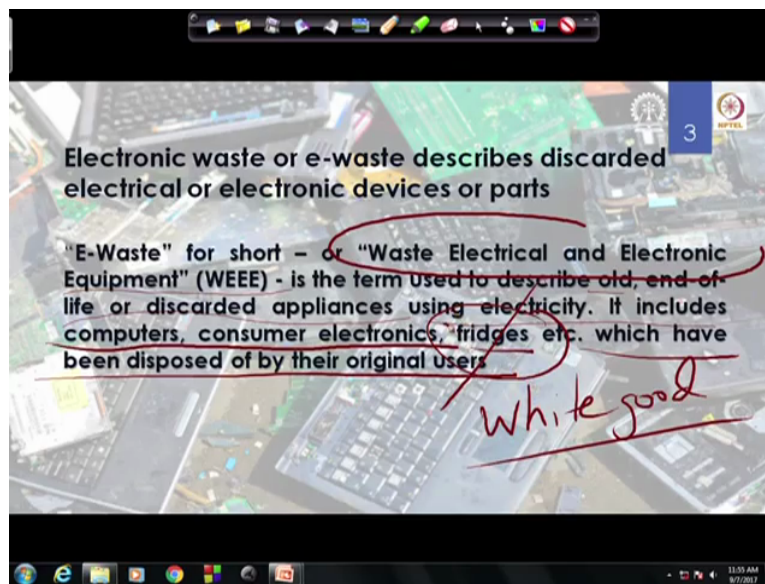 3
NPTEL
Electronic waste or e-waste describes discarded
electrical or electronic devices or parts
"E-Waste" for short – or "Waste Electrical and Electronic
Equipment" (WEEE) - is the term used to describe old, end-of-
life or discarded appliances using electricity. It includes
computers, consumer electronics, fridges etc. which have
been disposed of by their original users
White good
11:55 AM
9/7/2017